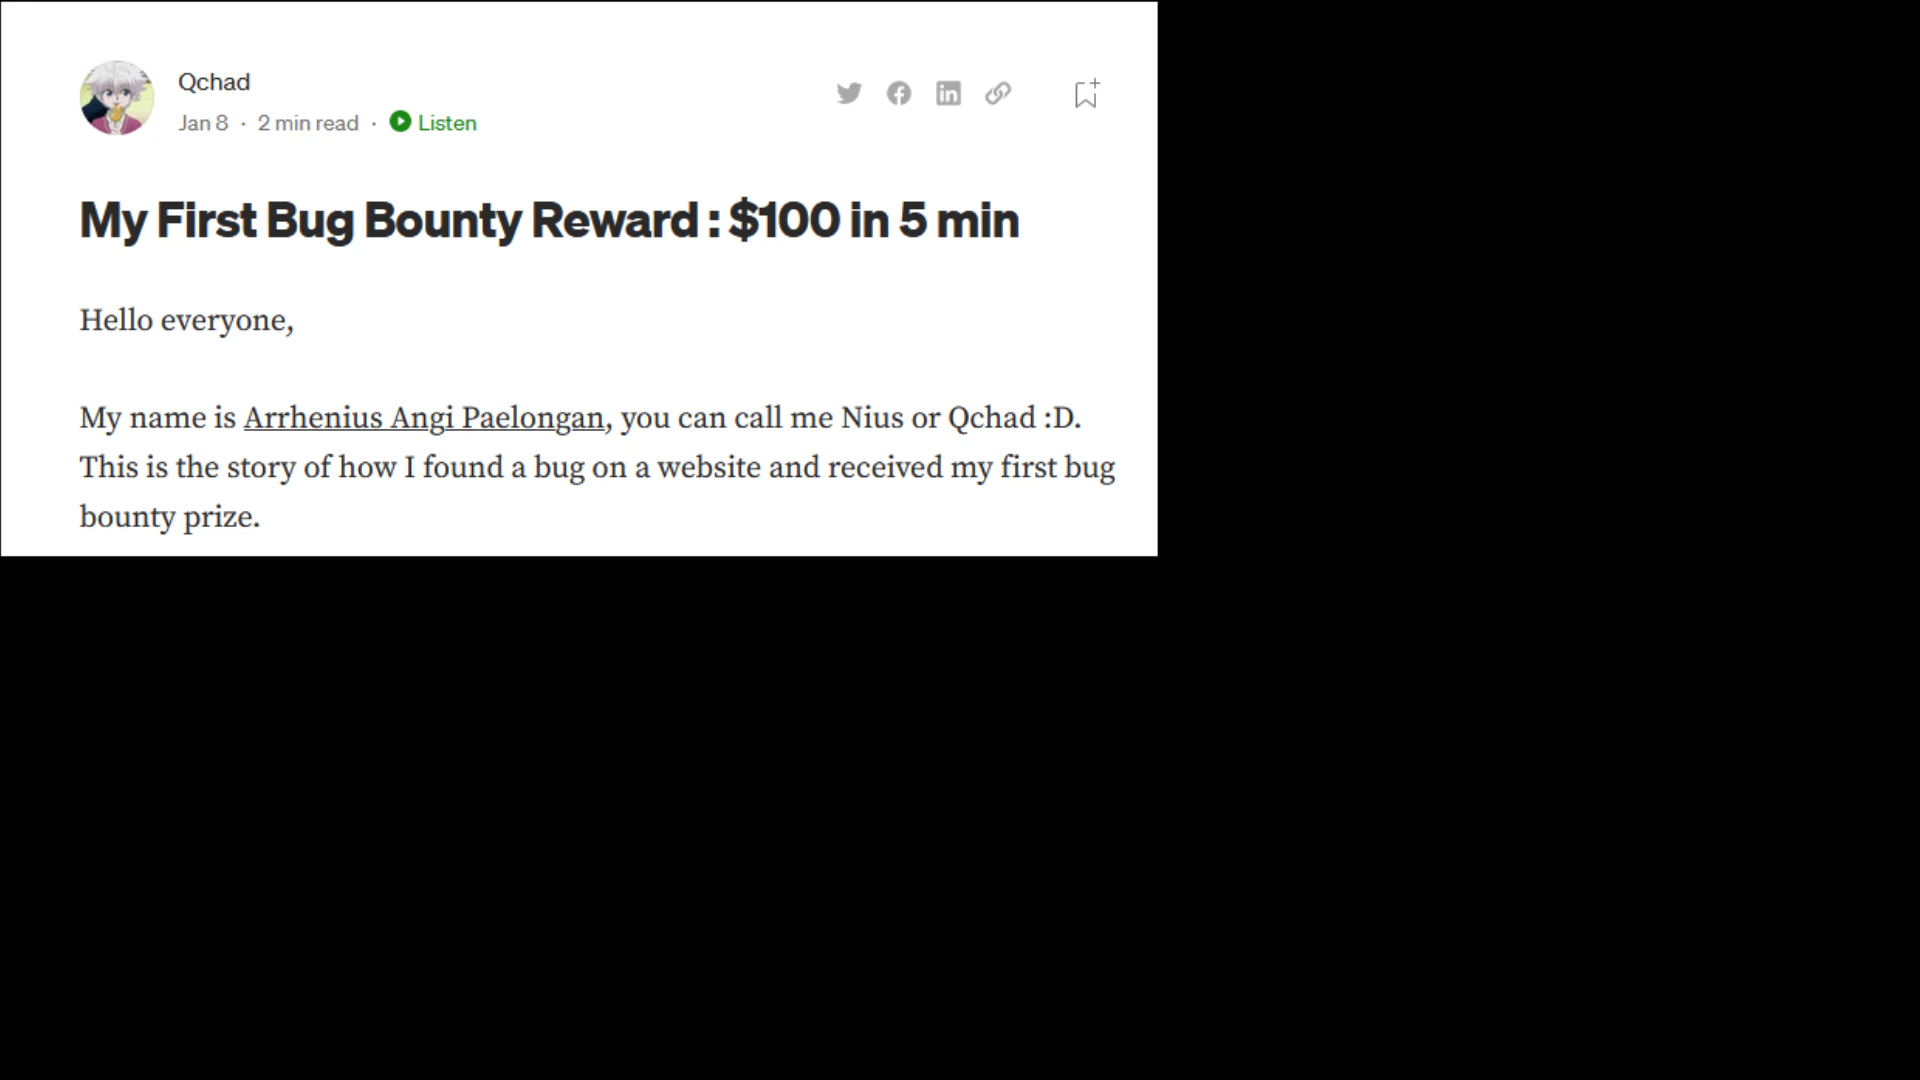 Qchad
Jan 8 · 2 min read · Listen
My First Bug Bounty Reward : $100 in 5 min
Hello everyone,
My name is Arrhenius Angi Paelongan, you can call me Nius or Qchad :D.
This is the story of how I found a bug on a website and received my first bug
bounty prize.